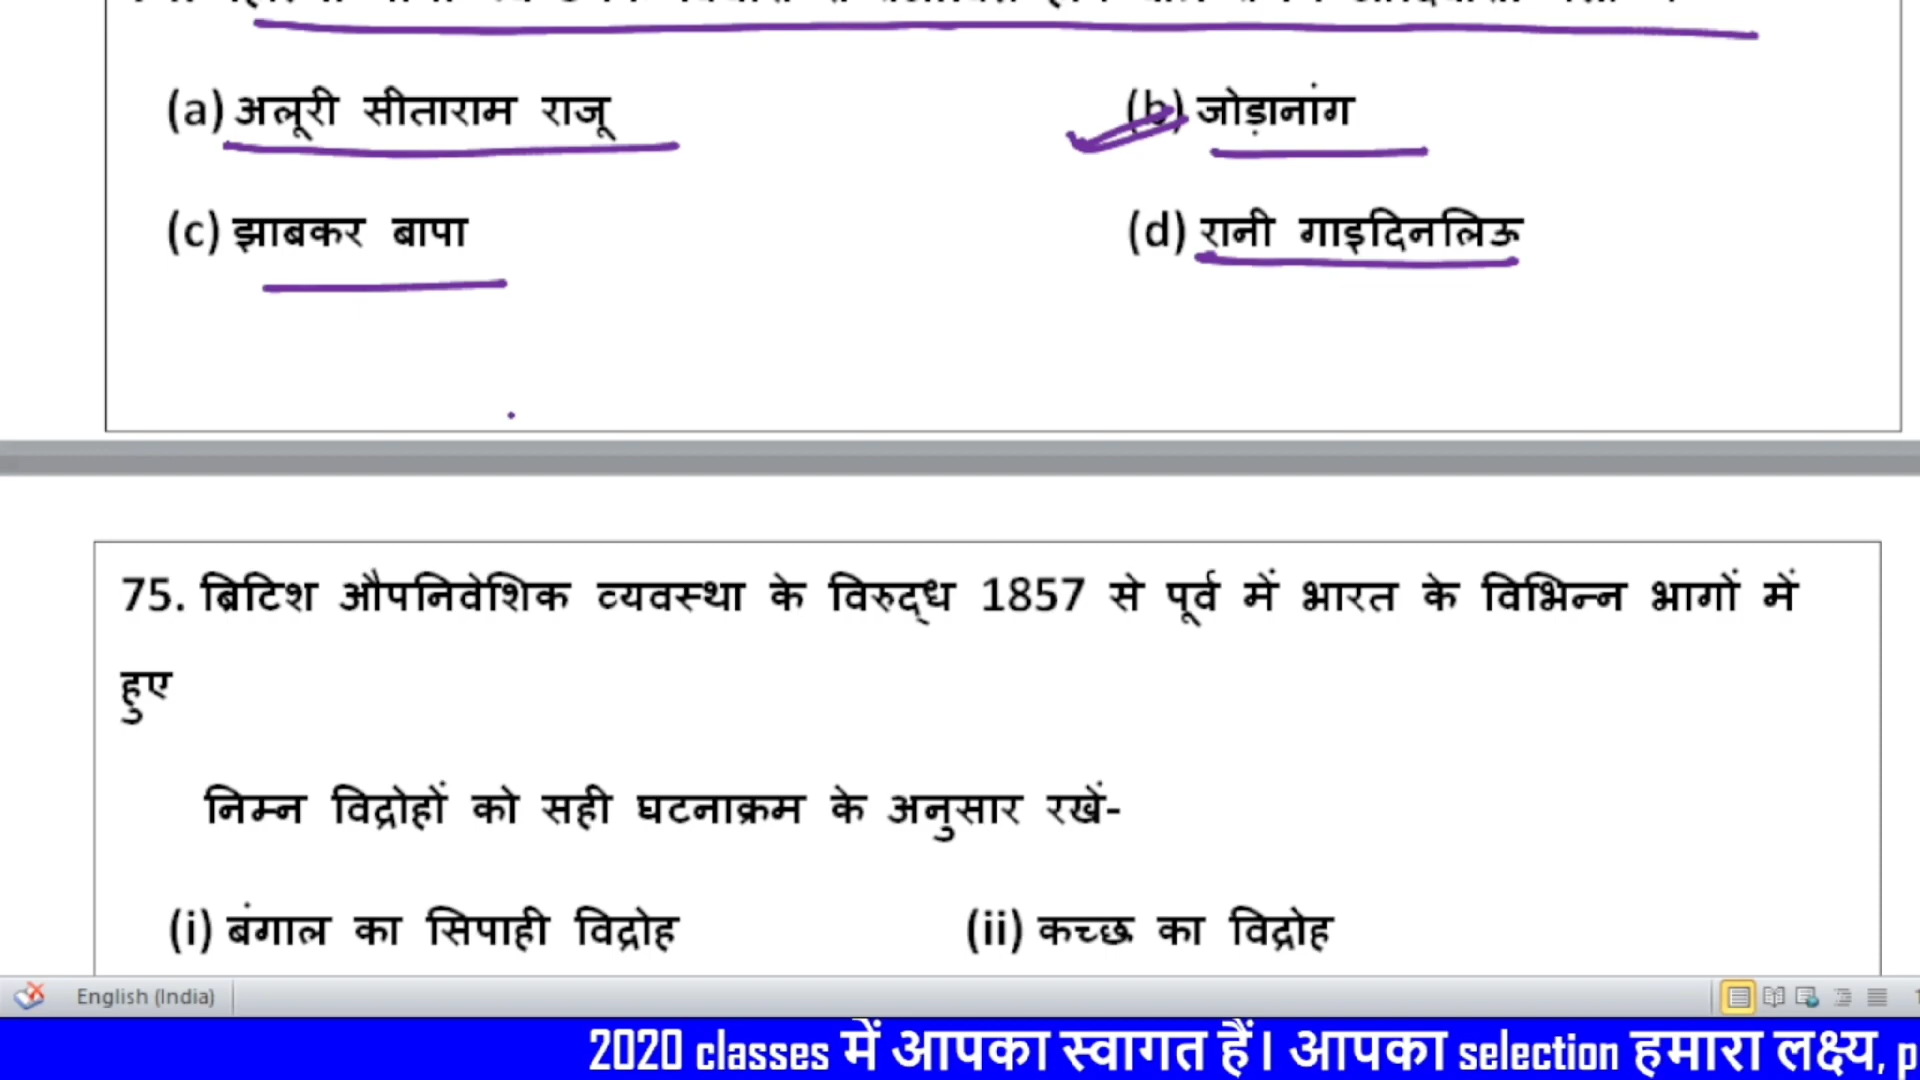 (a) अलूरी सीताराम राजू (b) जोड़ानांग
(c) झाबकर बापा (d) रानी गाइदिनलिऊ
75. ब्रिटिश औपनिवेशिक व्यवस्था के विरुद्ध 1857 से पूर्व में भारत के विभिन्न भागों में
हुए
निम्न विद्रोहों को सही घटनाक्रम के अनुसार रखें-
(i) बंगाल का सिपाही विद्रोह (ii) कच्छ का विद्रोह
English (India)
2020 classes में आपका स्वागत हैं। आपका selection हमारा लक्ष्य, p